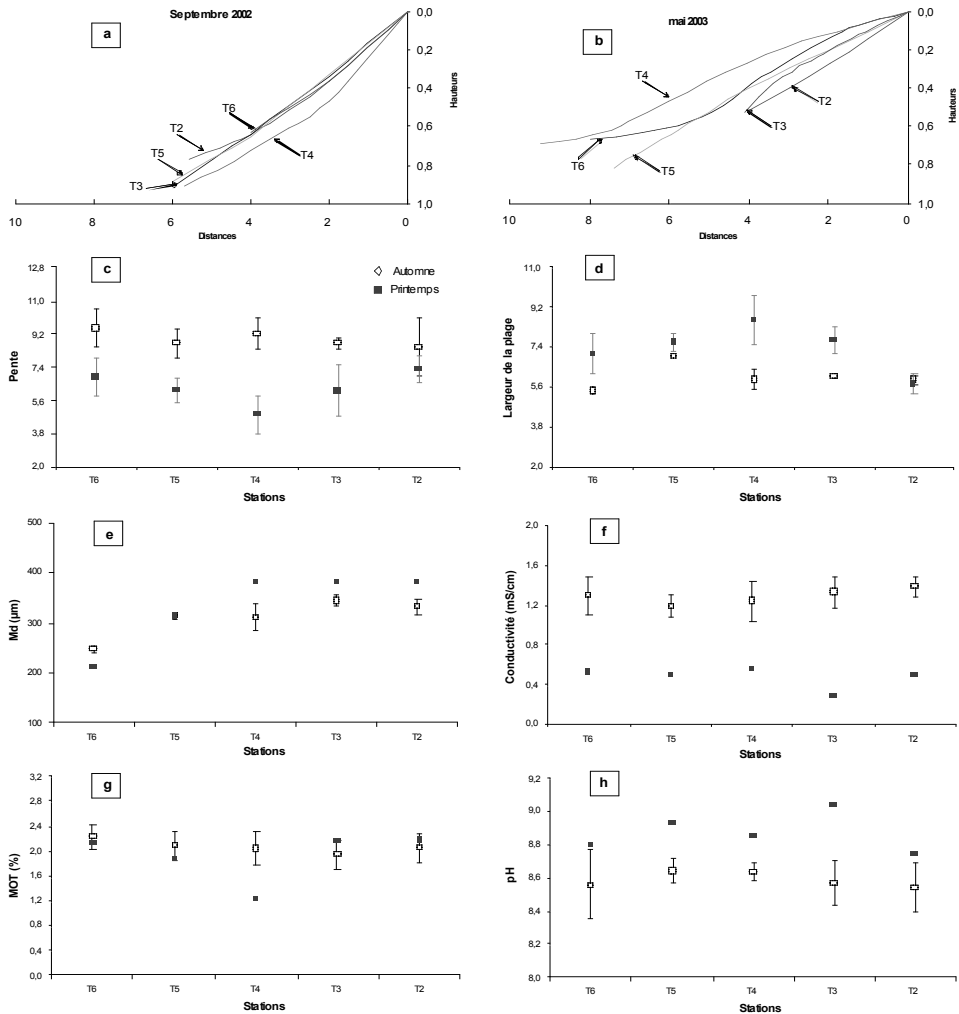 Septembre 2002
a
0,0
0,2
0,4
0,6
0,8
1,0
Hauteurs
T6
T2
T5
T3
T4
10
8
6
4
2
0
Distances
mai 2003
b
0,0
0,2
0,4
0,6
0,8
1,0
Hauteurs
T4
T2
T3
T6
T5
10
8
6
4
2
0
Distances
c
Automne
Printemps
12,8
11,0
9,2
7,4
5,6
3,8
2,0
Pente
T6
T5
T4
T3
T2
Stations
d
11,0
9,2
7,4
5,6
3,8
2,0
Largeur de la plage
T6
T5
T4
T3
T2
Stations
e
500
400
300
200
100
Md (µm)
T6
T5
T4
T3
T2
Stations
f
2,0
1,6
1,2
0,8
0,4
0,0
Conductivité (mS/cm)
T6
T5
T4
T3
T2
Stations
g
3,2
2,8
2,4
2,0
1,6
1,2
0,8
0,4
0,0
MOT (%)
T6
T5
T4
T3
T2
Stations
h
9,2
9,0
8,8
8,6
8,4
8,2
8,0
pH
T6
T5
T4
T3
T2
Stations